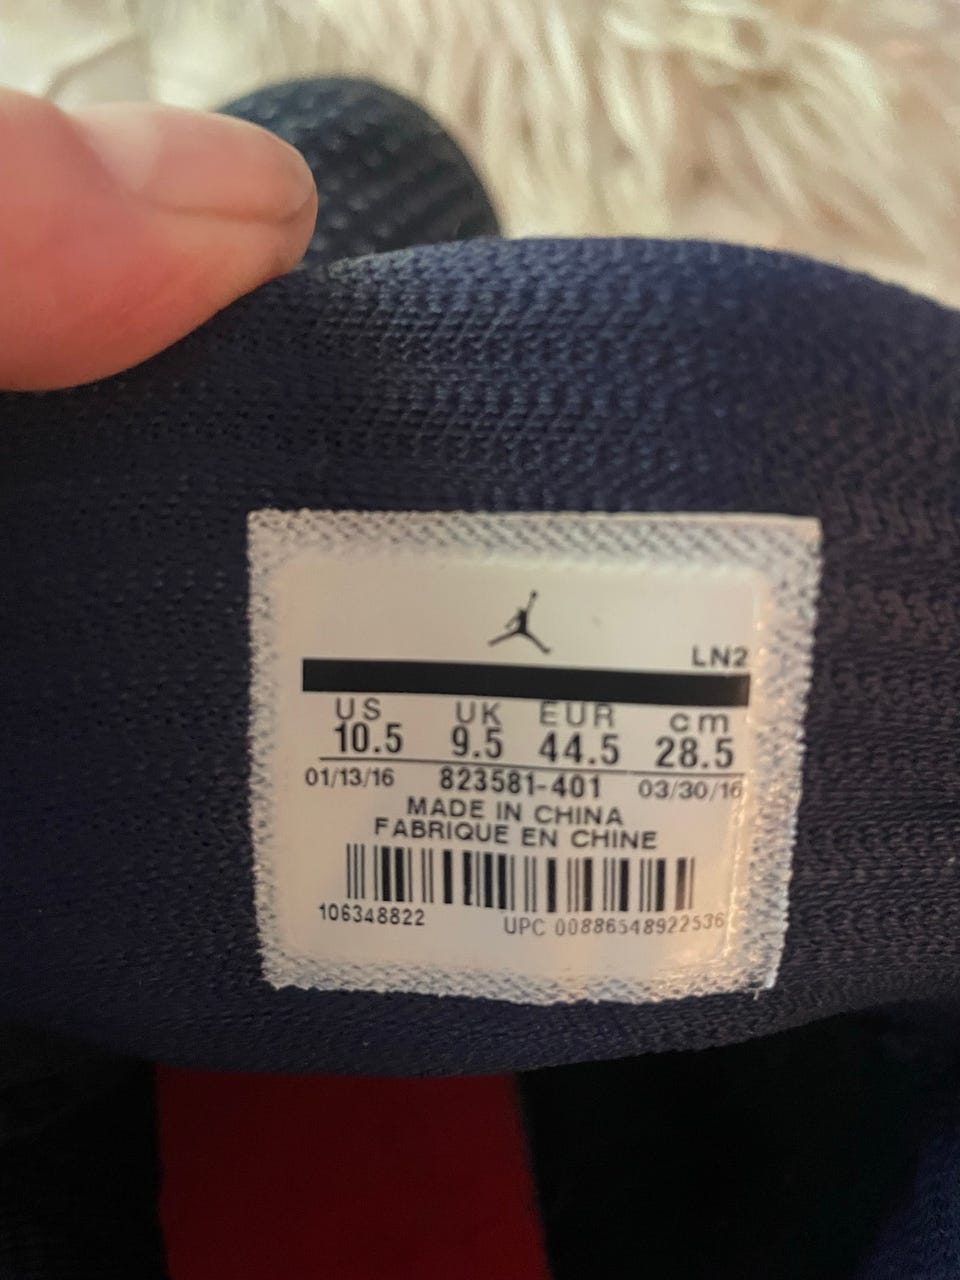 LN2
US UK EUR cm
10.5 9.5 44.5 28.5
01/13/16 823581-401 03/30/16
MADE IN CHINA
FABRIQUE EN CHINE
106348822 UPC 00886548922536